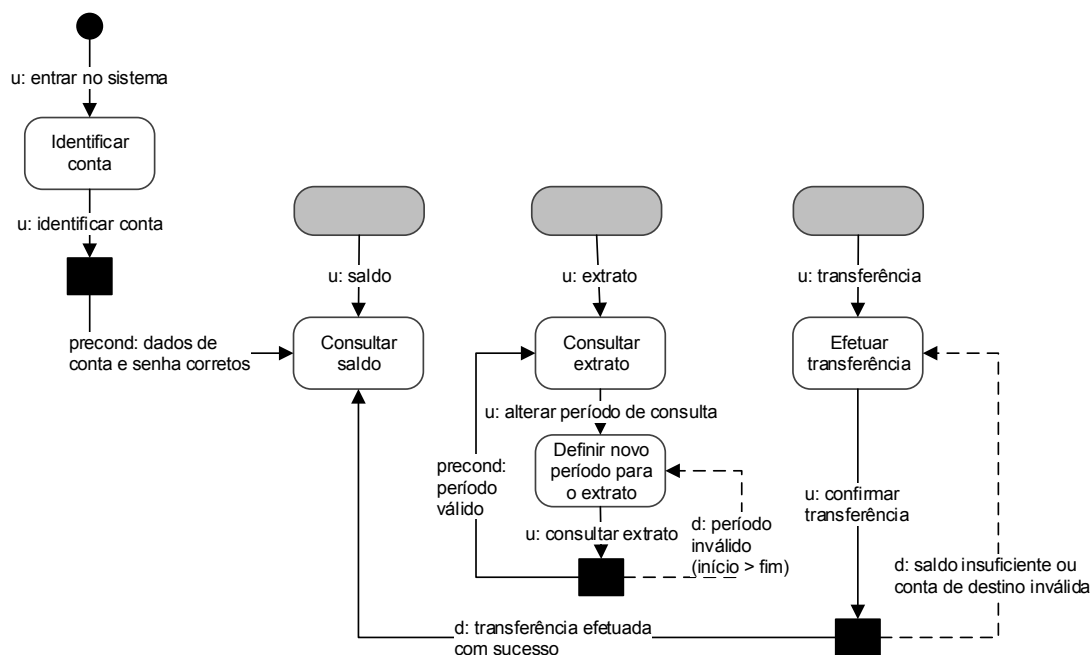 u: entrar no sistema
Identificar
conta
u: identificar conta
precond: dados de
conta e senha corretos
u: saldo
Consultar
saldo
u: extrato
Consultar
extrato
u: alterar período de consulta
Definir novo
período para
o extrato
precond:
período
válido
u: consultar extrato
d: período
inválido
(início > fim)
u: transferência
Efetuar
transferência
u: confirmar
transferência
d: saldo insuficiente ou
conta de destino inválida
d: transferência efetuada
com sucesso